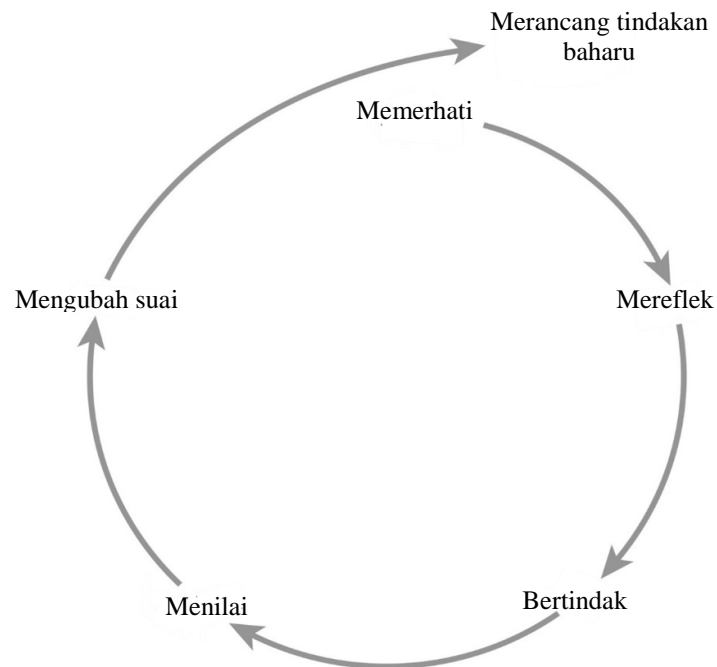 Merancang tindakan
baharu
Memerhati
Mereflek
Bertindak
Menilai
Mengubah suai